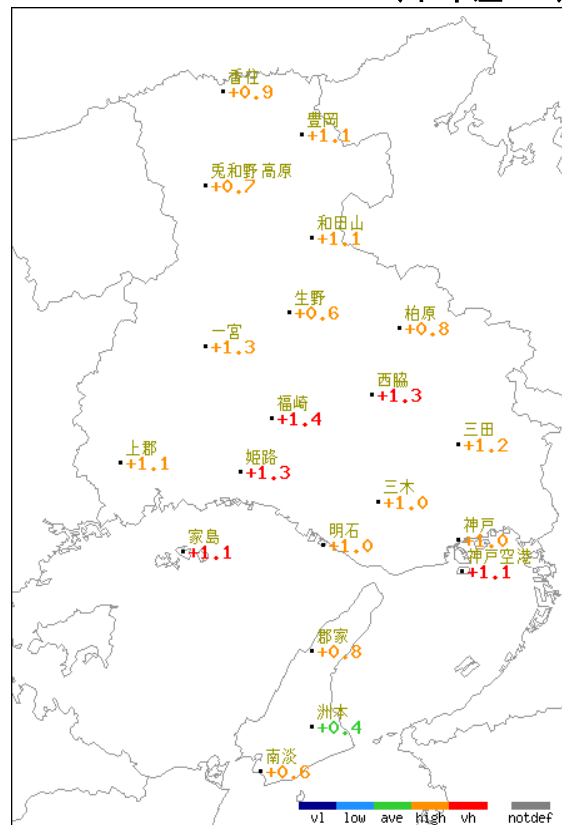 香住
+0.9
豊岡
+1.1
兎和野高原
+0.7
和田山
+1.1
生野
+0.6
柏原
+0.8
一宮
+1.3
西脇
+1.3
福崎
+1.4
三田
+1.2
上郡
+1.1
姫路
+1.3
三木
+1.0
家島
+1.1
明石
+1.0
神戸
+1.0
神戸空港
+1.1
郡家
+0.8
洲本
+0.4
南淡
+0.6
vl low ave high vh notdef